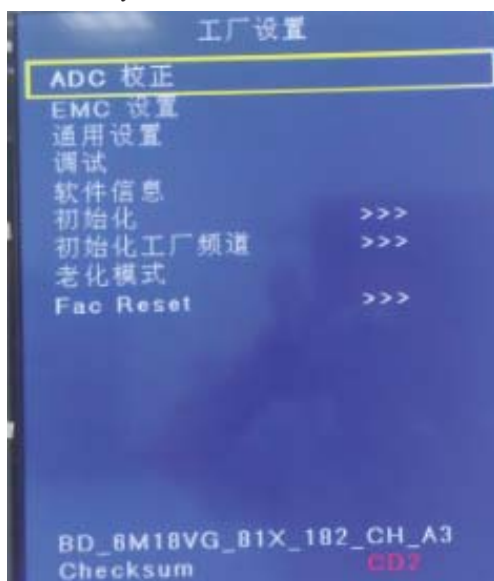 工厂设置
ADC 校正
EMC 设置
通用设置
调试
软件信息
初始化 >>>
初始化工厂频道 >>>
老化模式
Fac Reset >>>
BD_6M18VG_81X_182_CH_A3
Checksum CD2